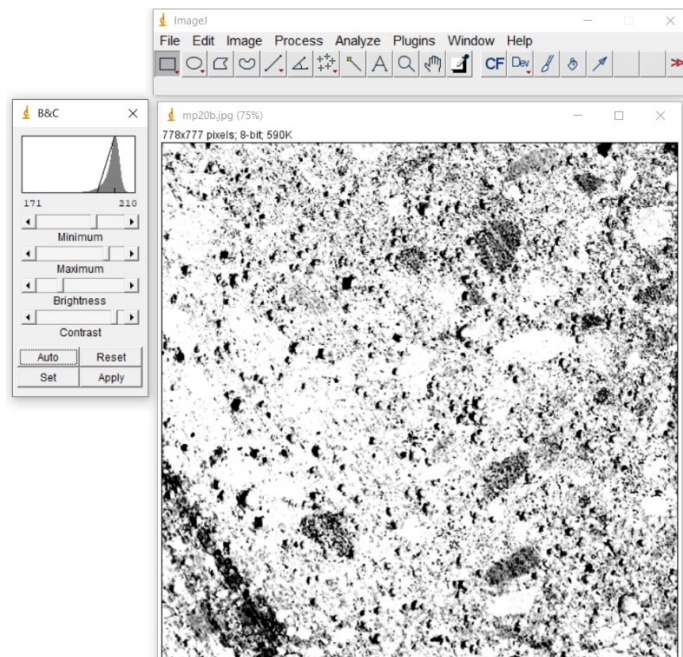 ImageJ
File Edit Image Process Analyze Plugins Window Help
A CF Dev
B&C
171 210
Minimum
Maximum
Brightness
Contrast
Auto Reset
Set Apply
mp20b.jpg (75%)
778x777 pixels; 8-bit; 590K